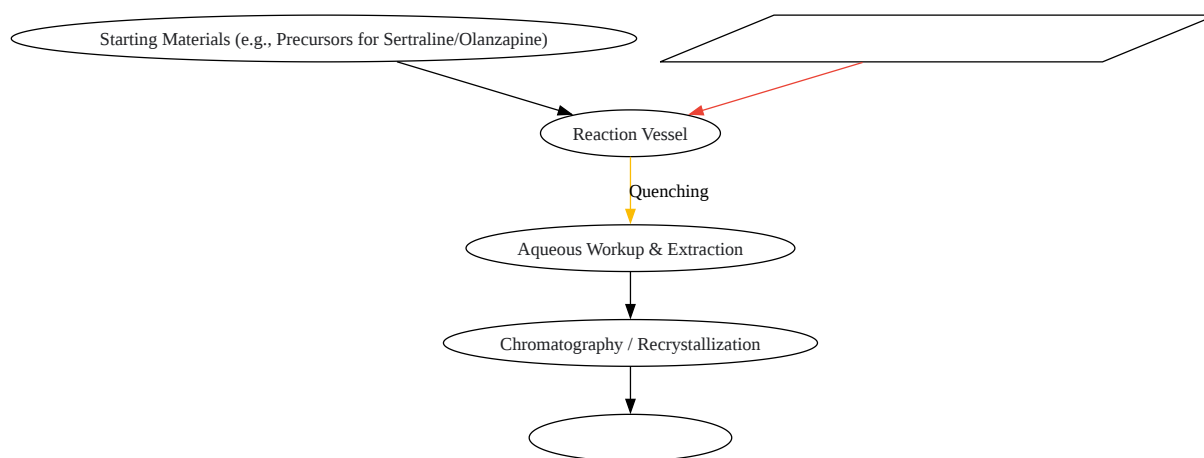 Starting Materials (e.g., Precursors for Sertraline/Olanzapine)
Reaction Vessel
Quenching
Aqueous Workup & Extraction
Chromatography / Recrystallization